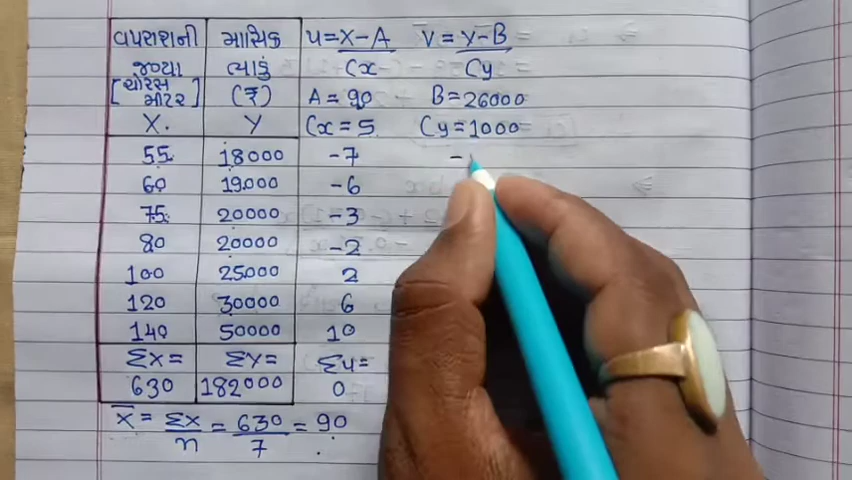 વપરાશની માસિક u=X-A V=Y-B
જગ્યા ભાડું Cx Cy
[ચોરસ મીટર] (₹) A=90 B=26000
X. Y Cx=5 Cy=1000
55 18000 -7 -
60 19000 -6
75 20000 -3
80 20000 -2
100 25000 2
120 30000 6
140 50000 10
ΣX= ΣY= Σu=
630 182000 0
x̄ = Σx/n = 630/7 = 90